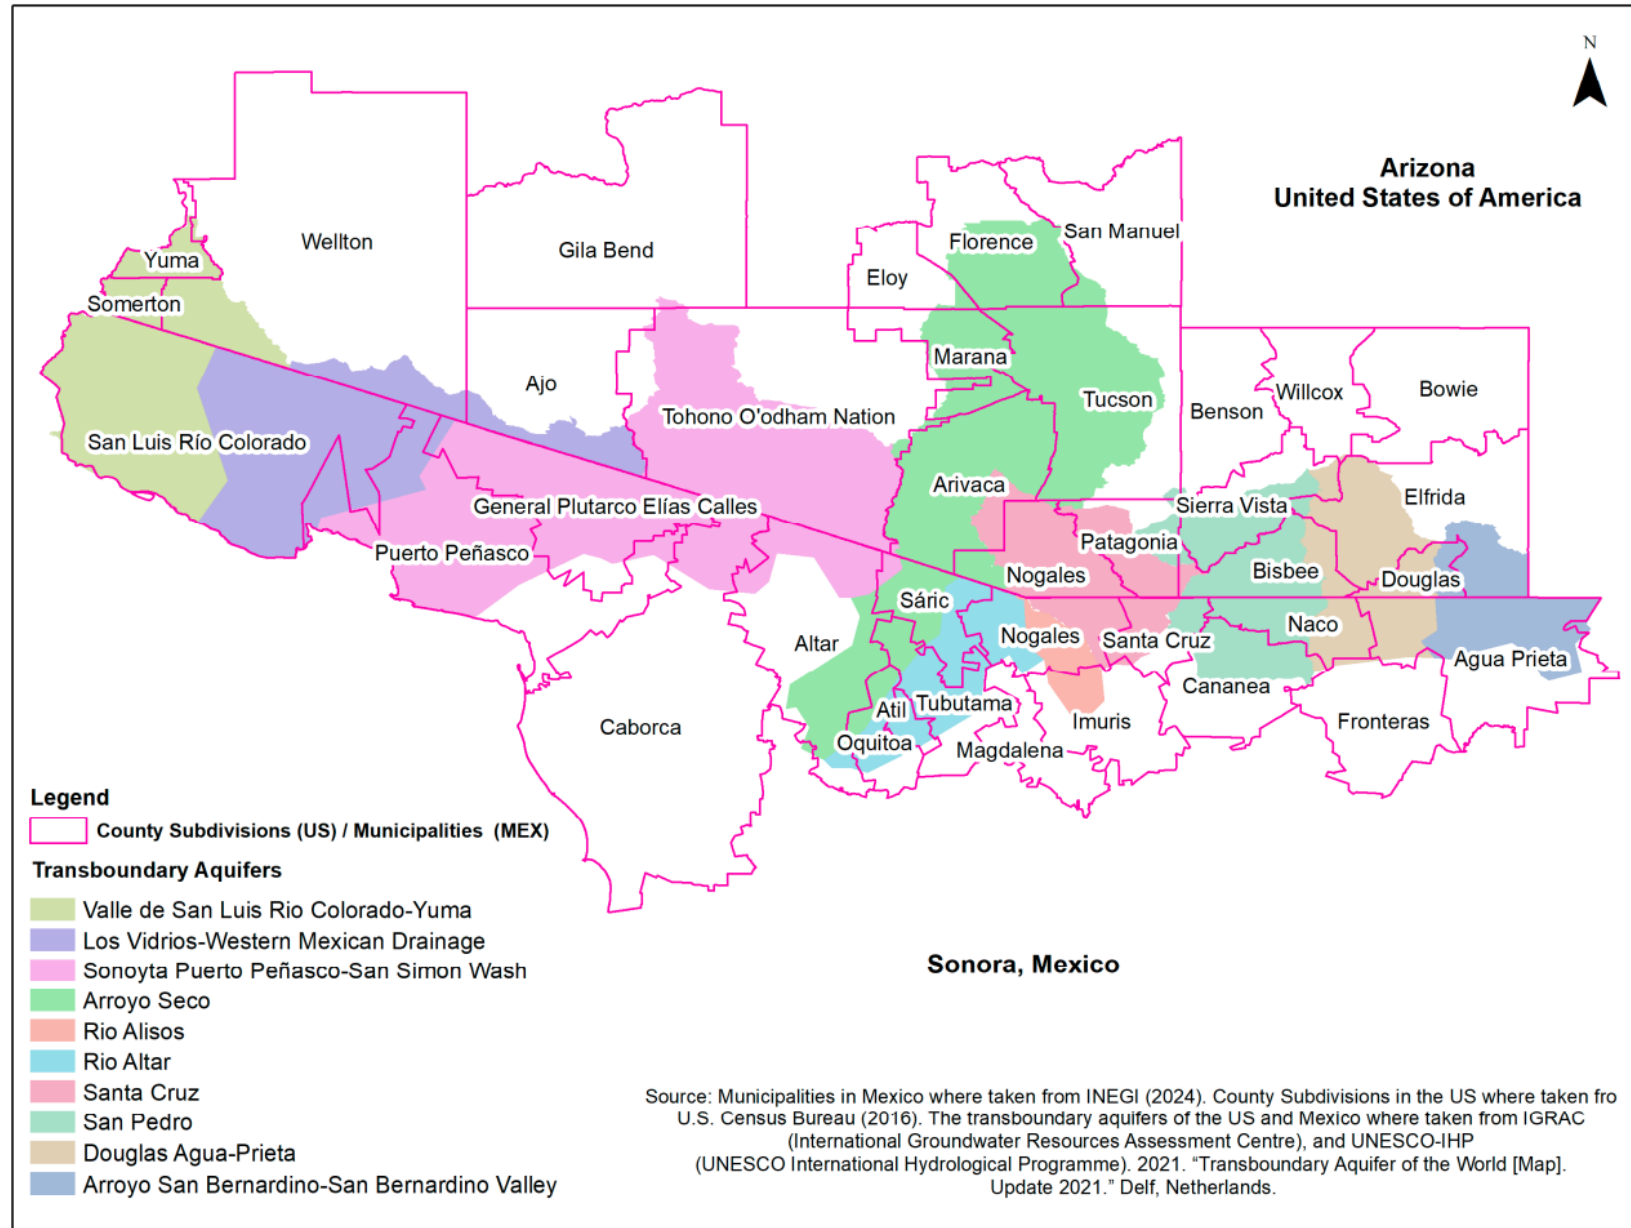 N
Arizona
United States of America
Wellton
Gila Bend
Florence
San Manuel
Eloy
Yuma
Somerton
Marana
Ajo
Tohono O'odham Nation
Tucson
Benson
Willcox
Bowie
San Luis Río Colorado
Arivaca
Elfrida
General Plutarco Elías Calles
Sierra Vista
Puerto Peñasco
Patagonia
Nogales
Bisbee
Douglas
Sáric
Altar
Nogales
Santa Cruz
Naco
Agua Prieta
Cananea
Atil
Tubutama
Caborca
Oquitoa
Magdalena
Imuris
Fronteras
Legend
County Subdivisions (US) / Municipalities (MEX)
Transboundary Aquifers
Valle de San Luis Rio Colorado-Yuma
Los Vidrios-Western Mexican Drainage
Sonoyta Puerto Peñasco-San Simon Wash
Arroyo Seco
Rio Alisos
Rio Altar
Santa Cruz
San Pedro
Douglas Agua-Prieta
Arroyo San Bernardino-San Bernardino Valley
Sonora, Mexico
Source: Municipalities in Mexico where taken from INEGI (2024). County Subdivisions in the US where taken fro
U.S. Census Bureau (2016). The transboundary aquifers of the US and Mexico where taken from IGRAC
(International Groundwater Resources Assessment Centre), and UNESCO-IHP
(UNESCO International Hydrological Programme). 2021. “Transboundary Aquifer of the World [Map].
Update 2021.” Delf, Netherlands.